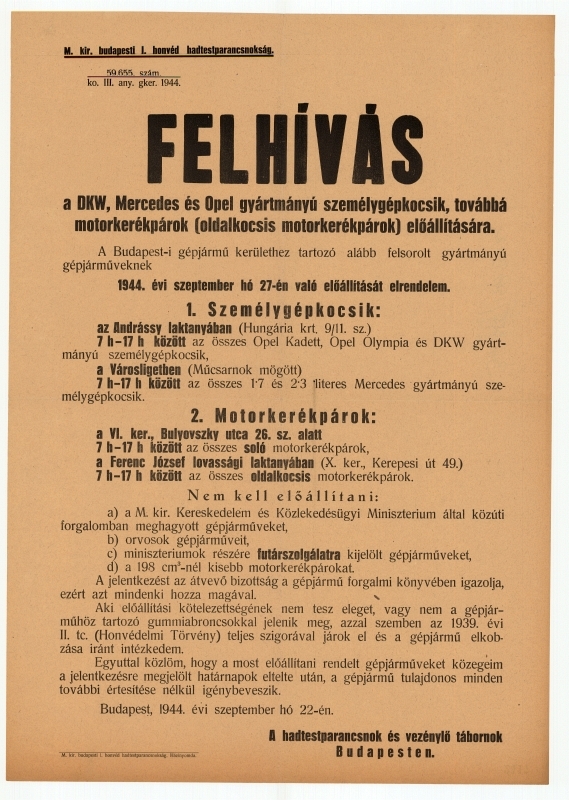 M. kir. budapesti I. honvéd hadtestparancsnokság.
59.655. szám.
ko. III. any. gker. 1944.
FELHÍVÁS
a DKW, Mercedes és Opel gyártmányú személygépkocsik, továbbá
motorkerékpárok (oldalkocsis motorkerékpárok) előállítására.
A Budapest-i gépjármű kerülethez tartozó alább felsorolt gyártmányú
gépjárműveknek
1944. évi szeptember hó 27-én való előállítását elrendelem.
1. Személygépkocsik:
az Andrássy laktanyában (Hungária krt. 9/11. sz.)
7 h–17 h között az összes Opel Kadett, Opel Olympia és DKW gyárt-
mányú személygépkocsik,
a Városligetben (Műcsarnok mögött)
7 h–17 h között az összes 1·7 és 2·3 literes Mercedes gyártmányú sze-
mélygépkocsik.
2. Motorkerékpárok:
a VI. ker., Bulyovszky utca 26. sz. alatt
7 h–17 h között az összes soló motorkerékpárok,
a Ferenc József lovassági laktanyában (X. ker., Kerepesi út 49.)
7 h–17 h között az összes oldalkocsis motorkerékpárok.
Nem kell előállítani:
a) a M. kir. Kereskedelem és Közlekedésügyi Miniszterium által közúti
forgalomban meghagyott gépjárműveket,
b) orvosok gépjárműveit,
c) miniszteriumok részére futárszolgálatra kijelölt gépjárműveket,
d) a 198 cm³-nél kisebb motorkerékpárokat.
A jelentkezést az átvevő bizottság a gépjármű forgalmi könyvében igazolja,
ezért azt mindenki hozza magával.
Aki előállítási kötelezettségének nem tesz eleget, vagy nem a gépjár-
műhöz tartozó gummiabroncsokkal jelenik meg, azzal szemben az 1939. évi
II. tc. (Honvédelmi Törvény) teljes szigorával járok el és a gépjármű elkob-
zása iránt intézkedem.
Egyuttal közlöm, hogy a most előállítani rendelt gépjárműveket közegeim
a jelentkezésre megjelölt határnapok eltelte után, a gépjármű tulajdonos minden
további értesitése nélkül igénybeveszik.
Budapest, 1944. évi szeptember hó 22-én.
A hadtestparancsnok és vezénylő tábornok
Budapesten.
M. kir. budapesti I. honvéd hadtestparancsnokság.